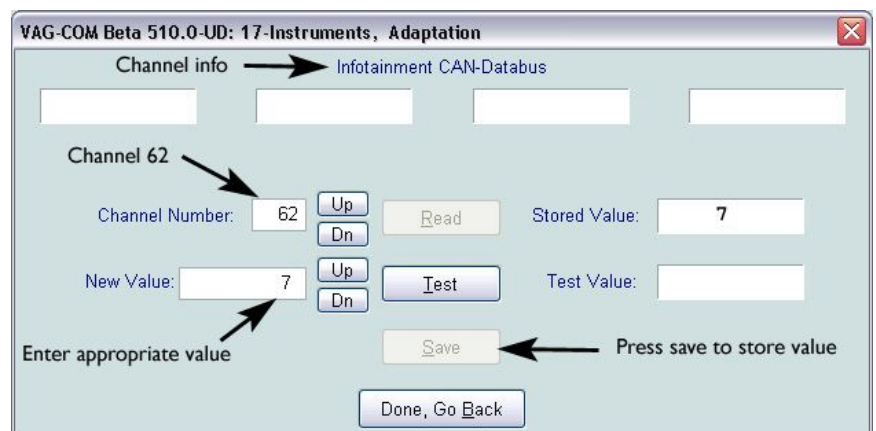 VAG-COM Beta 510.0-UD: 17-Instruments, Adaptation
Channel info
Infotainment CAN-Databus
Channel 62
Channel Number: 62 Up Dn Read Stored Value: 7
New Value: 7 Up Dn Test Test Value:
Enter appropriate value
Save
Press save to store value
Done, Go Back